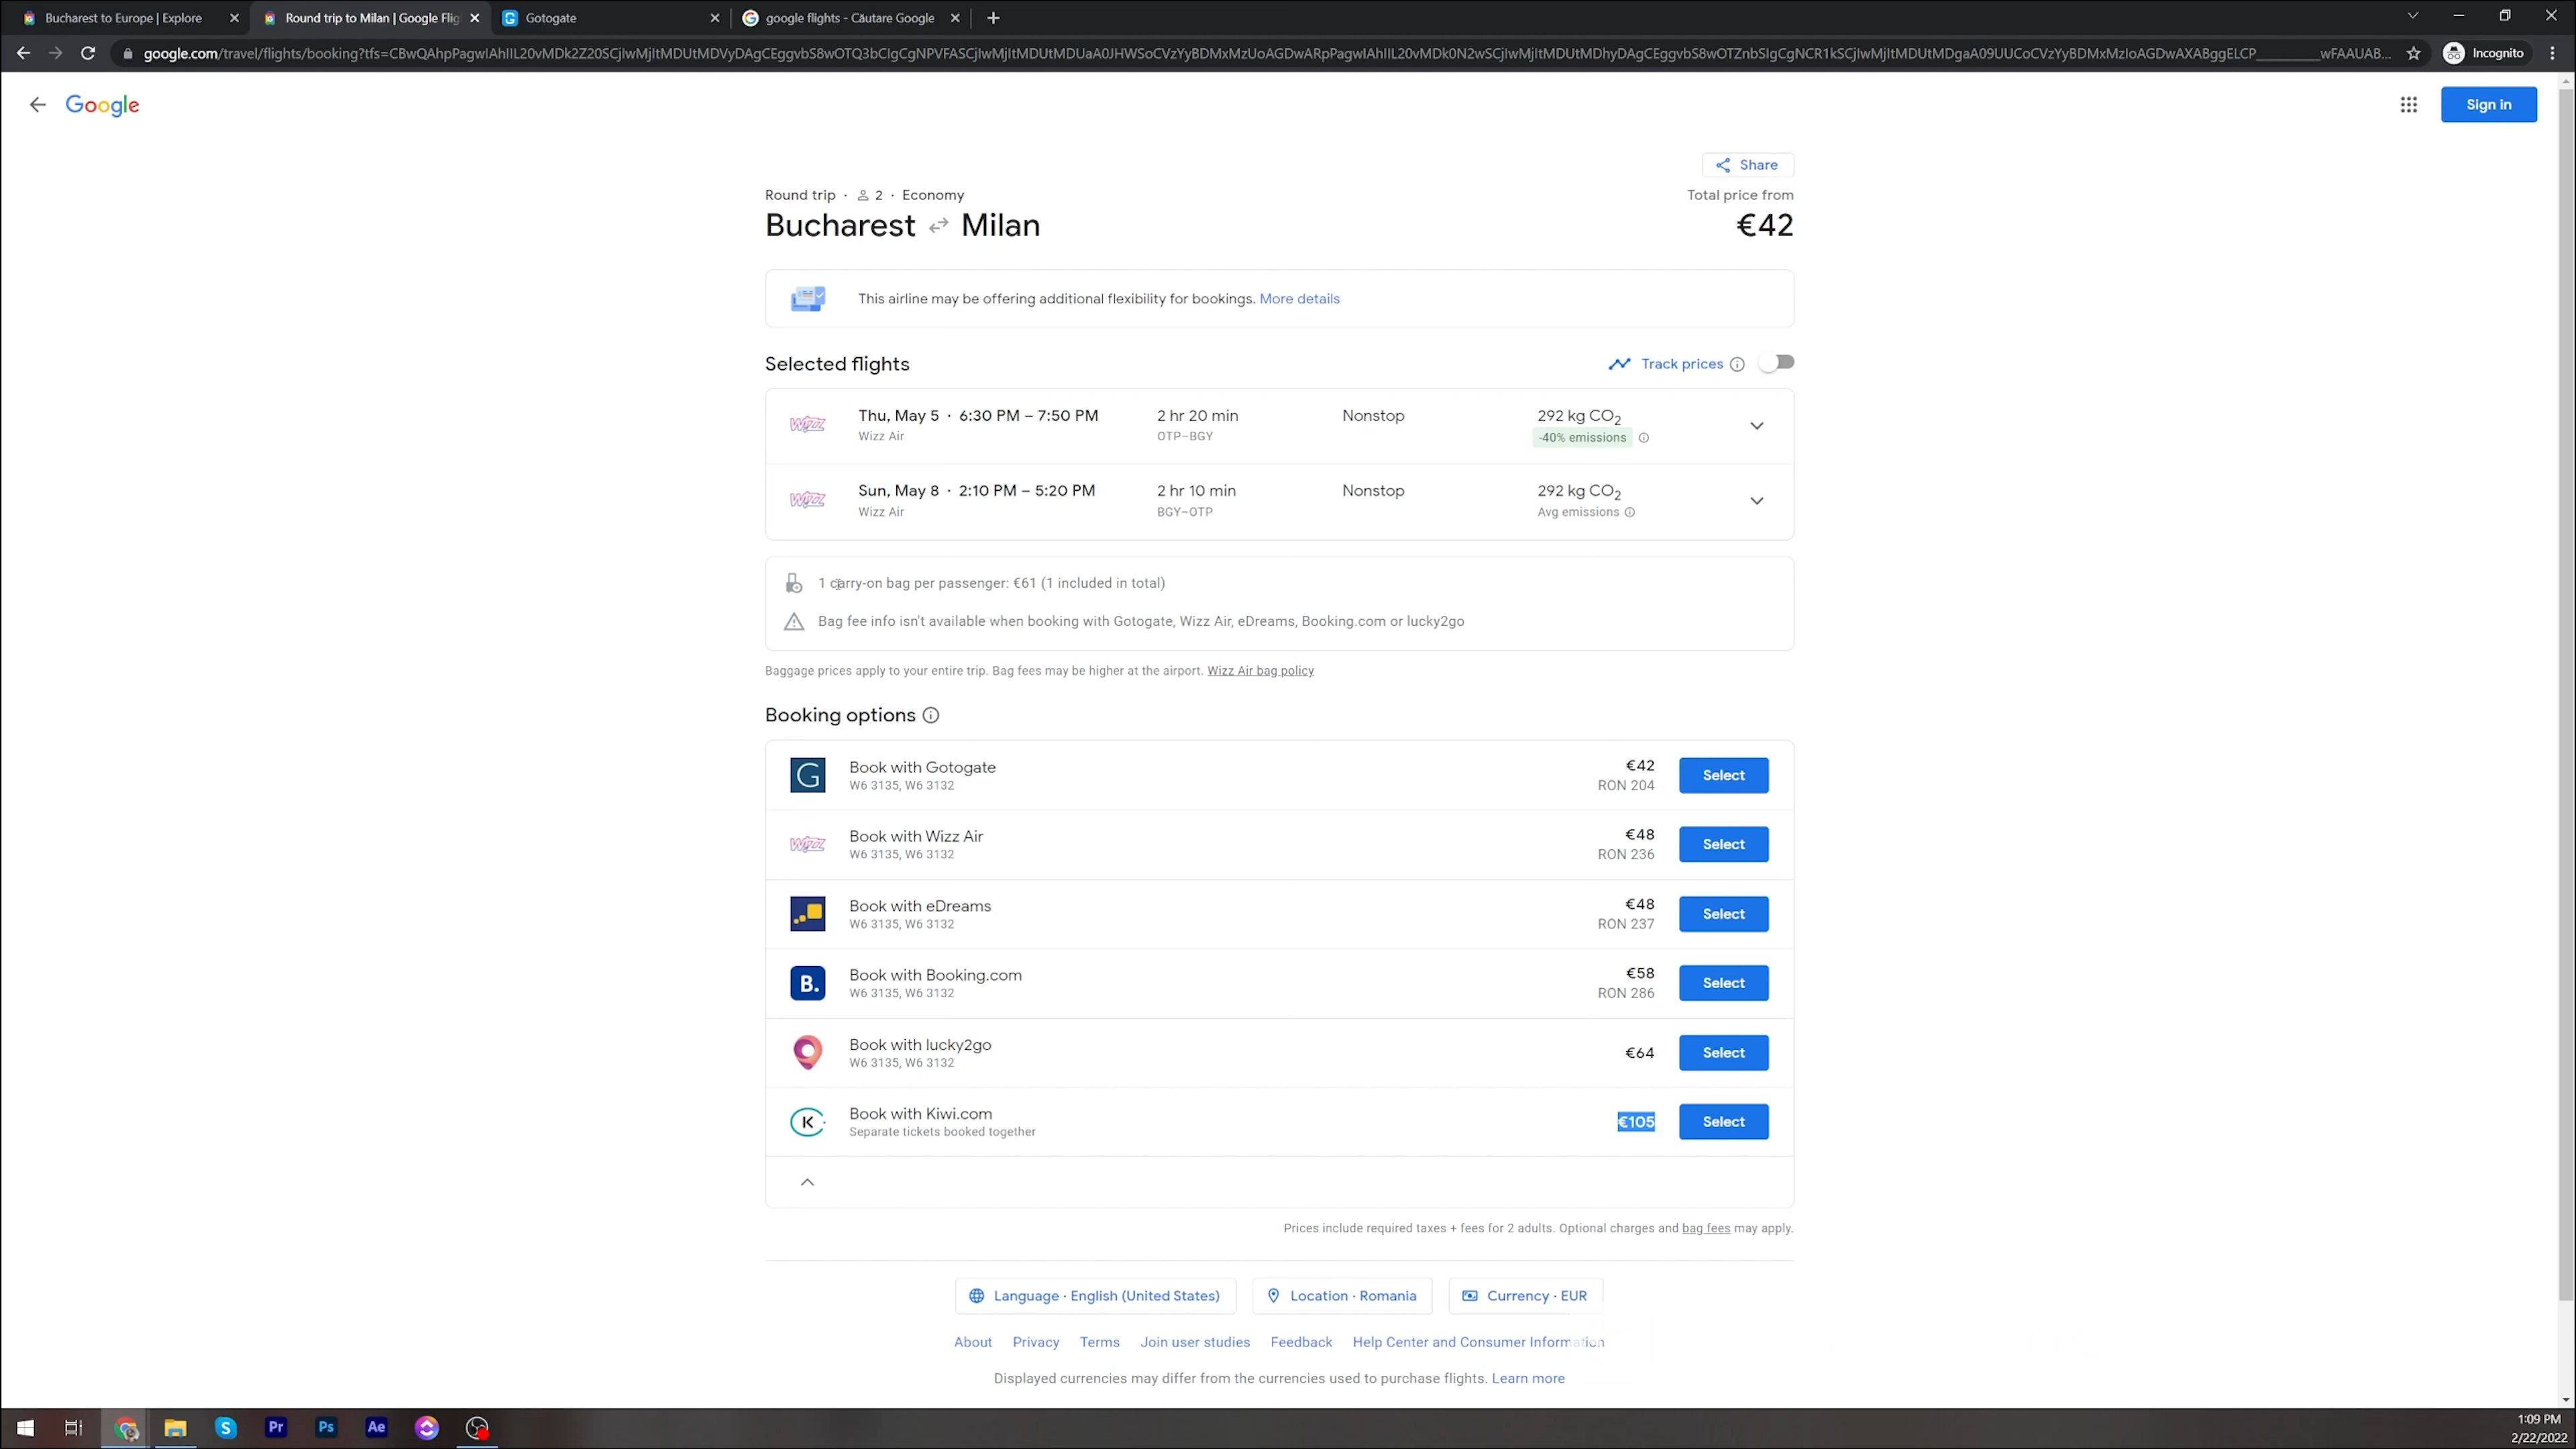 Bucharest to Europe | Explore
Round trip to Milan | Google Flig
Gotogate
google flights - Căutare Google
Incognito
Google
Sign in
Share
Round trip · 2 · Economy
Total price from
Bucharest Milan
€42
This airline may be offering additional flexibility for bookings. More details
Selected flights
Track prices
Thu, May 5 · 6:30 PM – 7:50 PM
2 hr 20 min
Nonstop
292 kg CO2
Wizz Air
OTP–BGY
-40% emissions
Sun, May 8 · 2:10 PM – 5:20 PM
2 hr 10 min
Nonstop
292 kg CO2
Wizz Air
BGY–OTP
Avg emissions
1 carry-on bag per passenger: €61 (1 included in total)
Bag fee info isn't available when booking with Gotogate, Wizz Air, eDreams, Booking.com or lucky2go
Baggage prices apply to your entire trip. Bag fees may be higher at the airport. Wizz Air bag policy
Booking options
Book with Gotogate
W6 3135, W6 3132
€42
RON 204
Select
Book with Wizz Air
W6 3135, W6 3132
€48
RON 236
Select
Book with eDreams
W6 3135, W6 3132
€48
RON 237
Select
Book with Booking.com
W6 3135, W6 3132
€58
RON 286
Select
Book with lucky2go
W6 3135, W6 3132
€64
Select
Book with Kiwi.com
Separate tickets booked together
€105
Select
Prices include required taxes + fees for 2 adults. Optional charges and bag fees may apply.
Language · English (United States)
Location · Romania
Currency · EUR
About Privacy Terms Join user studies Feedback Help Center and Consumer Information
Displayed currencies may differ from the currencies used to purchase flights. Learn more
1:09 PM
2/22/2022